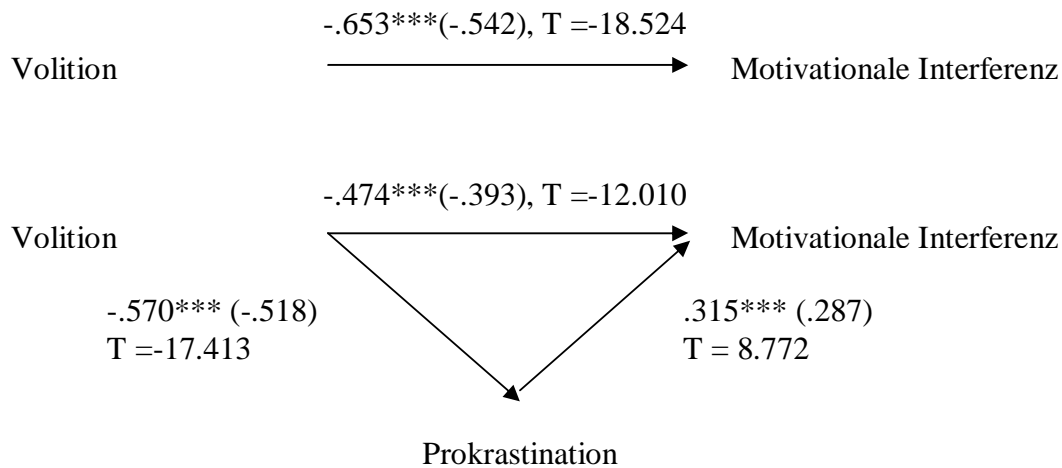 -.653***(-.542), T =-18.524
Volition Motivationale Interferenz
-.474***(-.393), T =-12.010
Volition Motivationale Interferenz
-.570*** (-.518) .315*** (.287)
T =-17.413 T = 8.772
Prokrastination